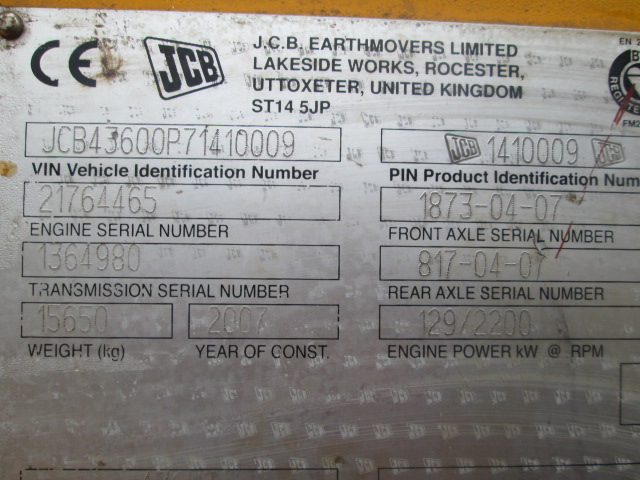 CE JCB J.C.B. EARTHMOVERS LIMITED
LAKESIDE WORKS, ROCESTER,
UTTOXETER, UNITED KINGDOM
ST14 5JP
EN
JCB43600P71410009
VIN Vehicle Identification Number
JCB 1410009 JCB
PIN Product Identification Num
21764465
ENGINE SERIAL NUMBER
1873-04-07
FRONT AXLE SERIAL NUMBER
1364980
TRANSMISSION SERIAL NUMBER
817-04-07
REAR AXLE SERIAL NUMBER
15650
WEIGHT (kg)
2007
YEAR OF CONST.
129/2200
ENGINE POWER kW @ RPM